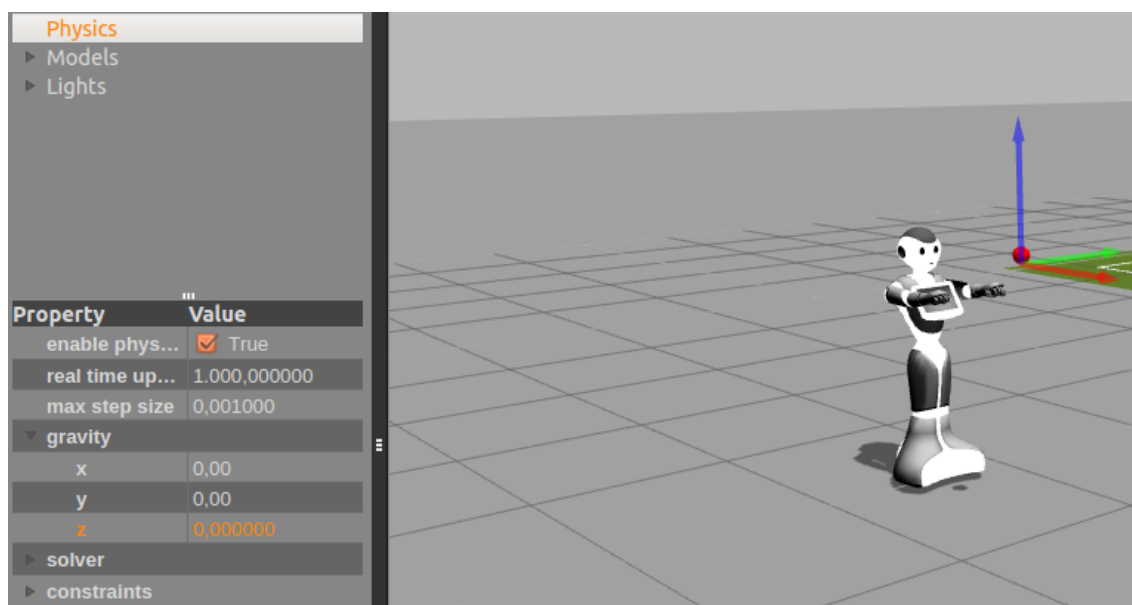 Physics
Models
Lights
Property Value
enable phys... True
real time up... 1.000,000000
max step size 0,001000
gravity
x 0,00
y 0,00
z 0,000000
solver
constraints